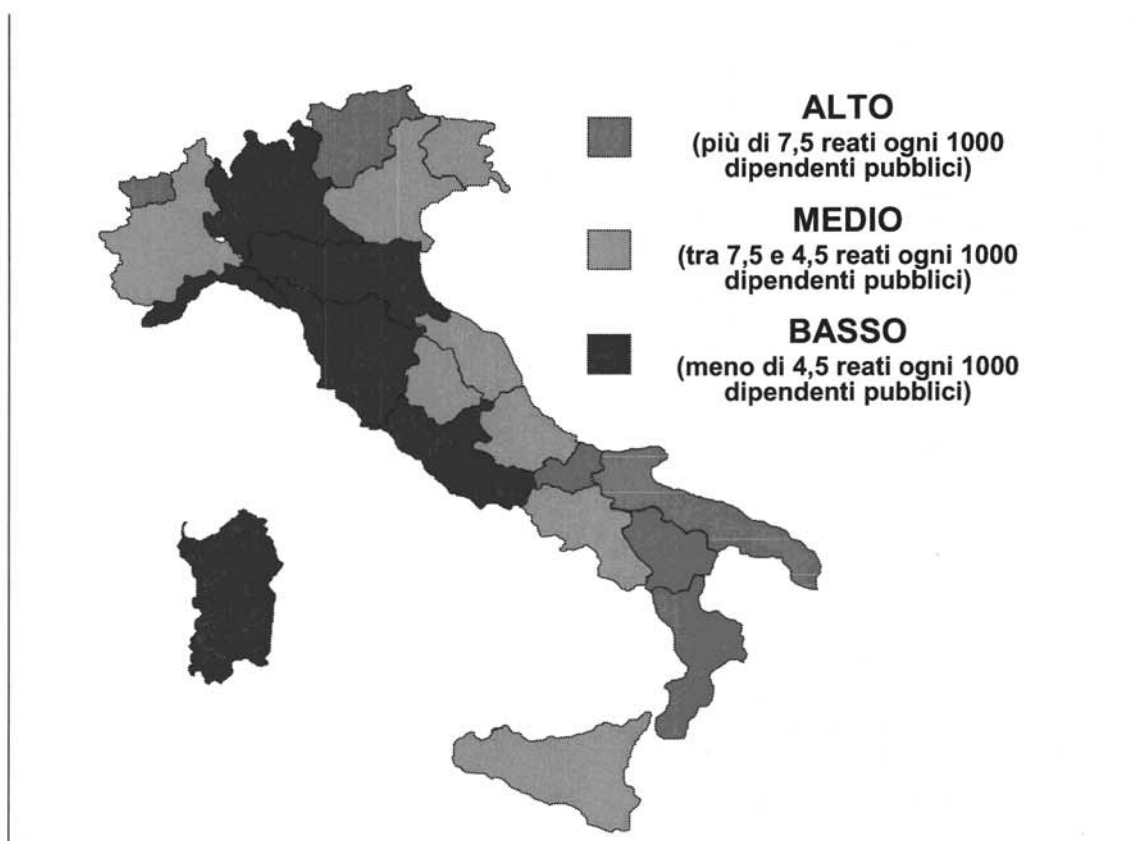 ALTO
(più di 7,5 reati ogni 1000
dipendenti pubblici)
MEDIO
(tra 7,5 e 4,5 reati ogni 1000
dipendenti pubblici)
BASSO
(meno di 4,5 reati ogni 1000
dipendenti pubblici)